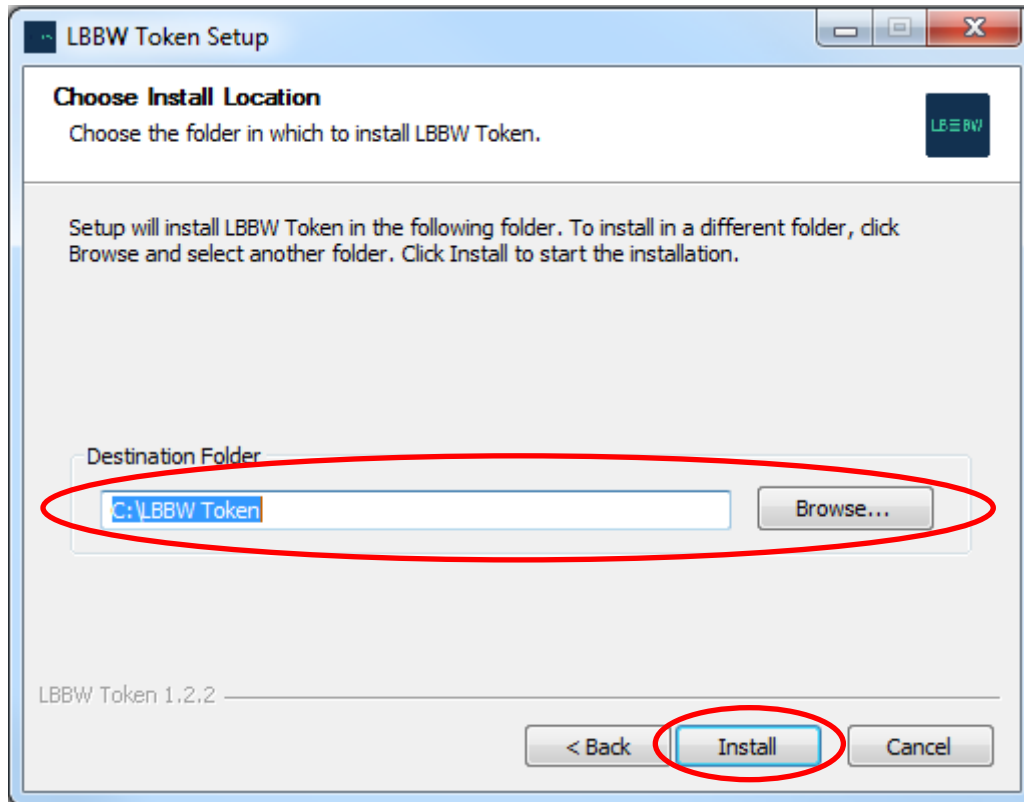 LBBW Token Setup
Choose Install Location
Choose the folder in which to install LBBW Token.
LB☰BW
Setup will install LBBW Token in the following folder. To install in a different folder, click
Browse and select another folder. Click Install to start the installation.
Destination Folder
C:\LBBW Token
Browse...
LBBW Token 1.2.2
< Back
Install
Cancel